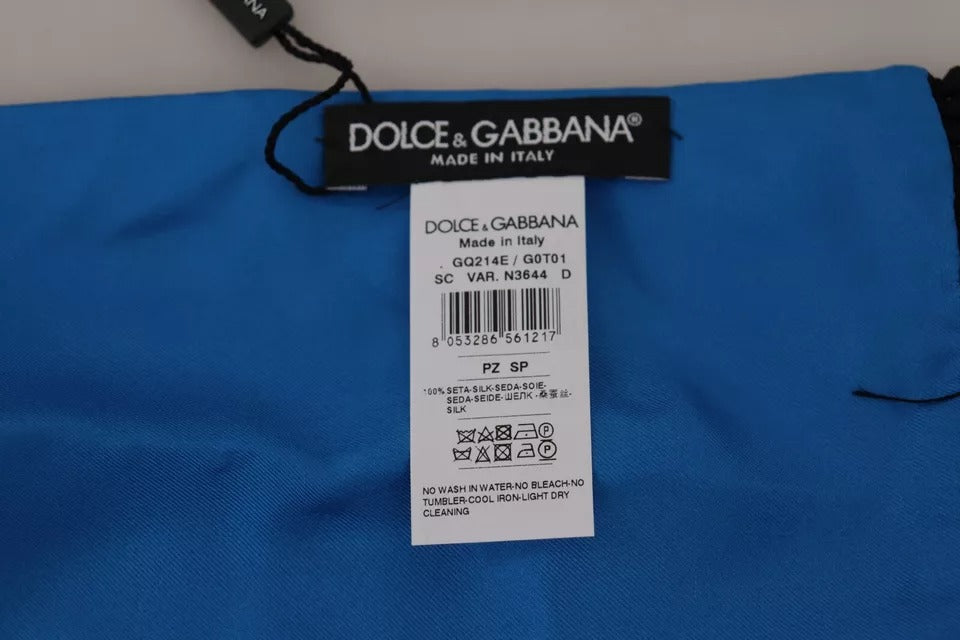 ANA
DOLCE & GABBANA®
MADE IN ITALY
DOLCE & GABBANA
Made in Italy
GQ214E / G0T01
SC VAR. N3644 D
8 053286 561217
PZ SP
100% SETA-SILK-SEDA-SOIE-
SEDA-SEIDE-ШЕЛК-桑蚕丝-
SILK
P
P
NO WASH IN WATER-NO BLEACH-NO
TUMBLER-COOL IRON-LIGHT DRY
CLEANING